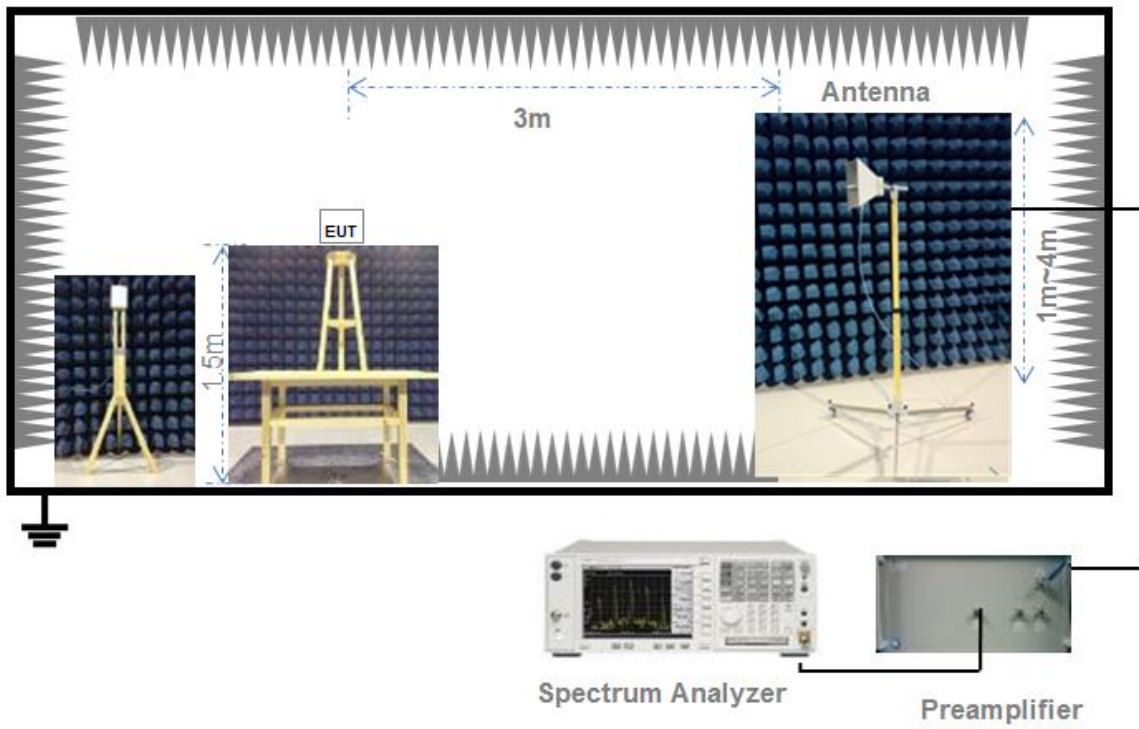 Antenna
3m
EUT
1.5m
1m~4m
Spectrum Analyzer
Preamplifier